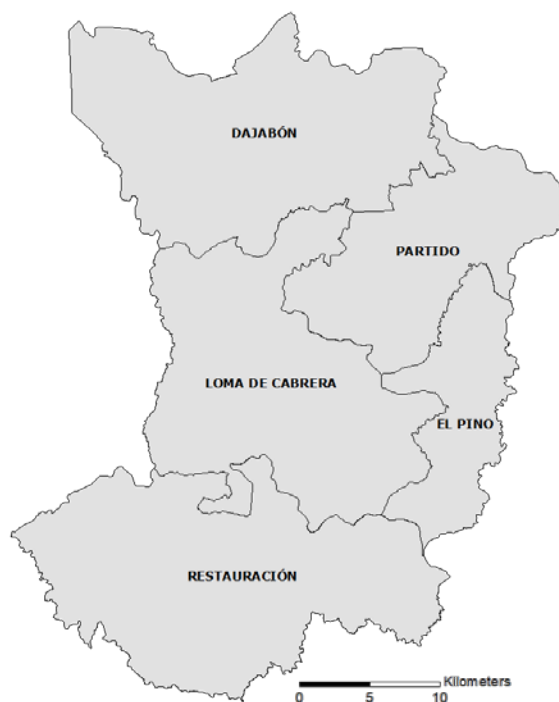 DAJABÓN
PARTIDO
LOMA DE CABRERA
EL PINO
RESTAURACIÓN
Kilometers
0 5 10